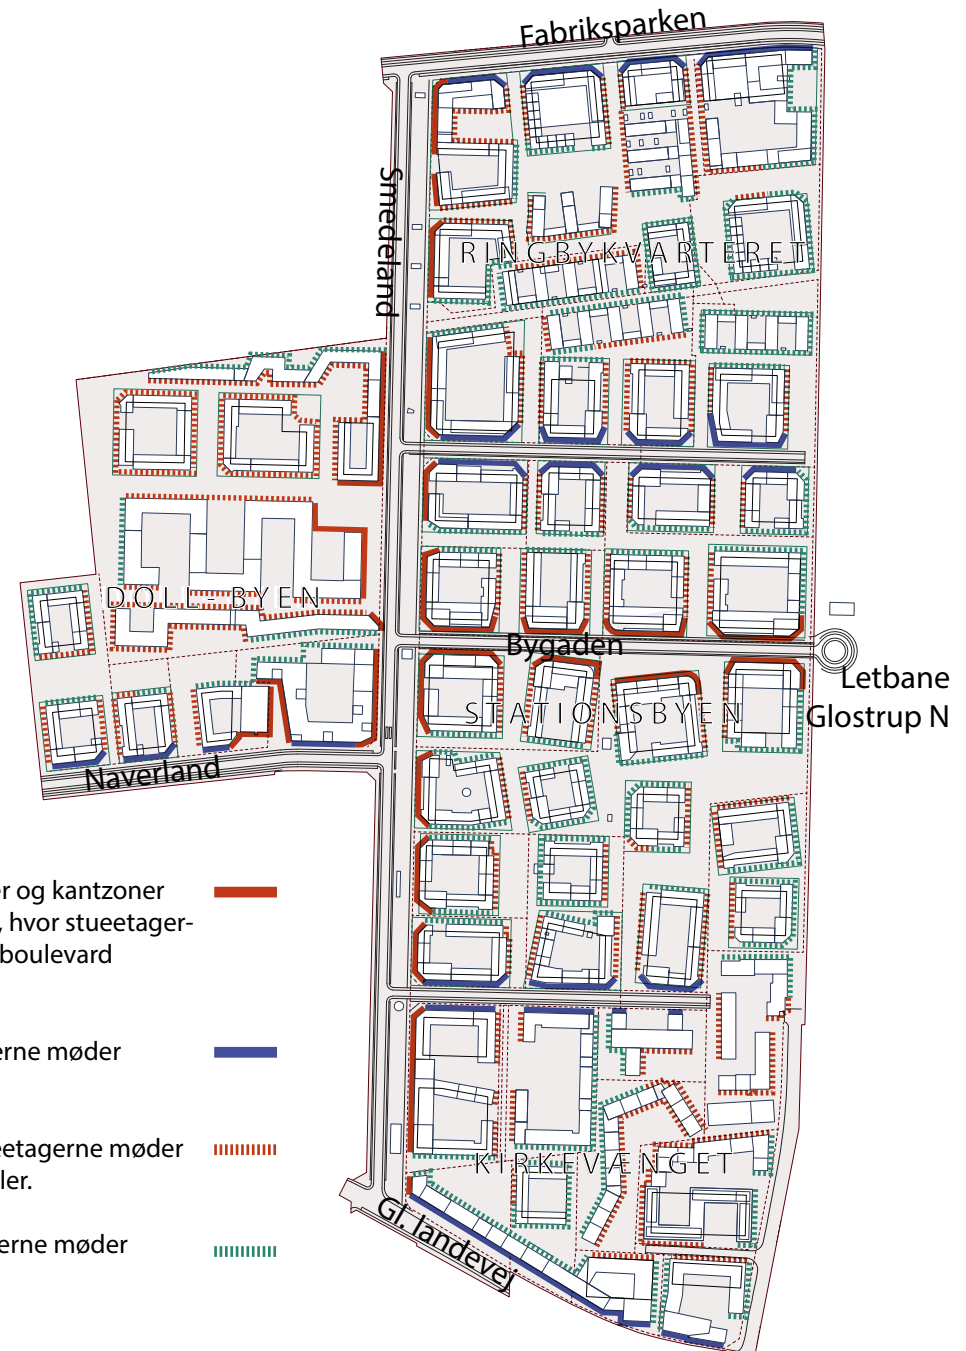 Fabriksparken
Smedeland
RINGBYKVARTERET
DOLL-BYEN
Bygaden
Letbane
Glostrup N
STATIONSBYEN
Naverland
er og kantzoner
, hvor stueetager-
boulevard
erne møder
eetagerne møder
ler.
erne møder
KIRKEVÆNGET
Gl. landevej